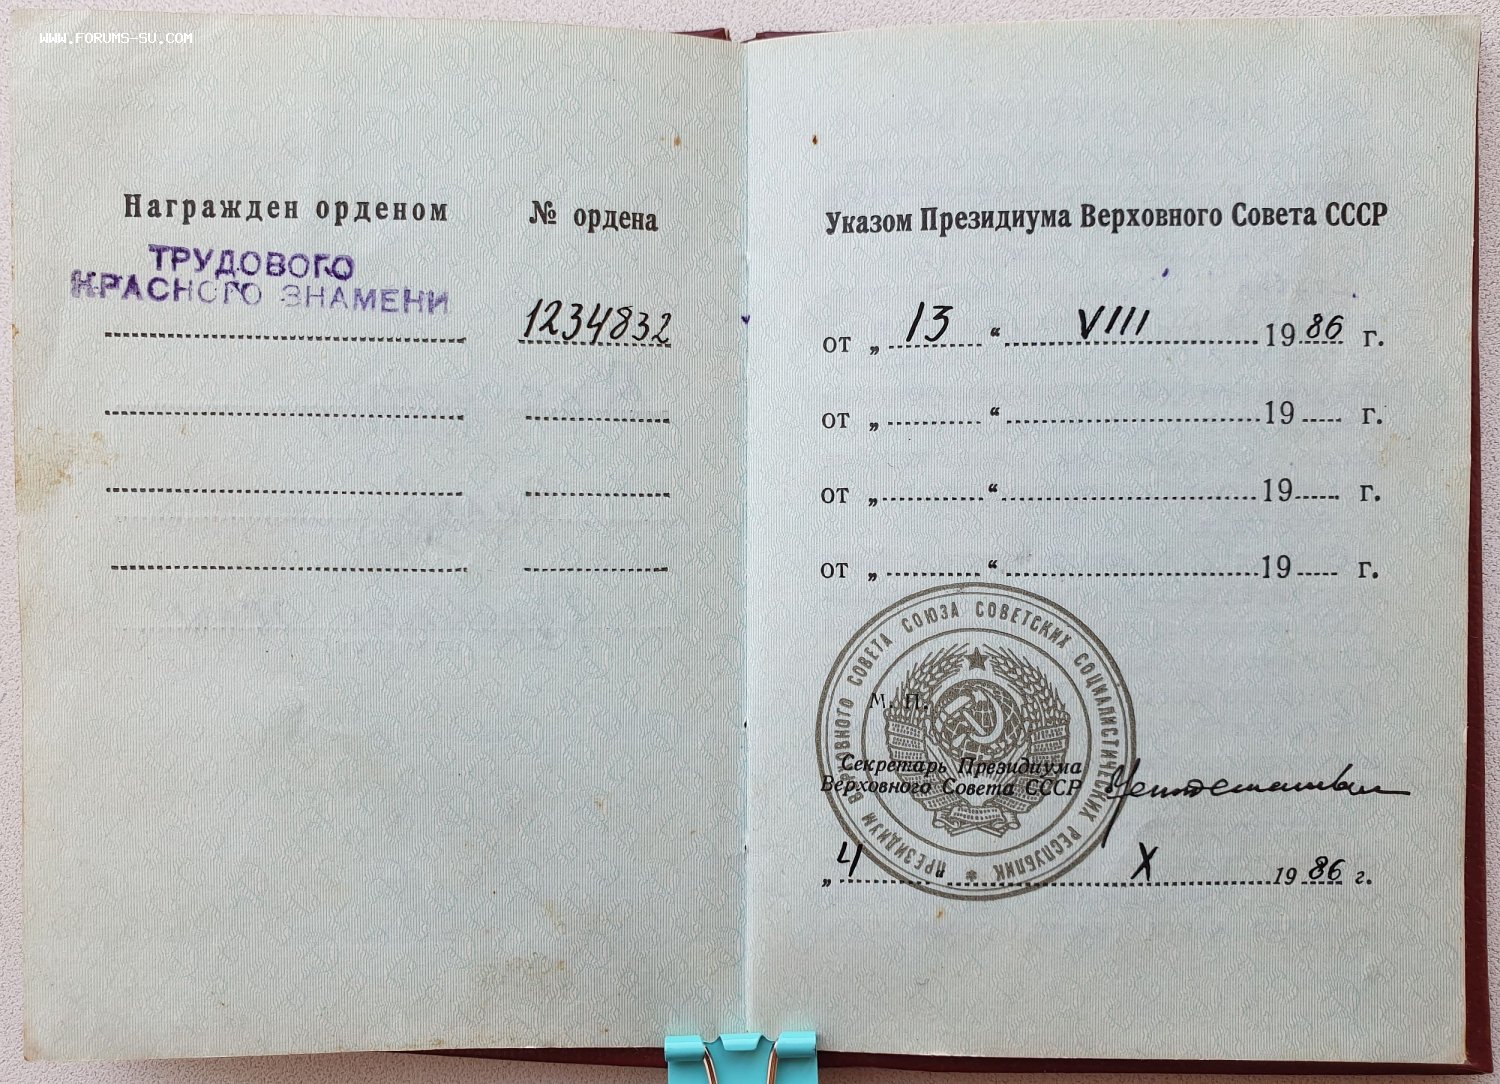 WWW.FORUMS-SU.COM
Награжден орденом
№ ордена
ТРУДОВОГО
КРАСНОГО ЗНАМЕНИ
1234832
Указом Президиума Верховного Совета СССР
от „ 13 “ VIII 1986 г.
от „ “ 19 г.
от „ “ 19 г.
от „ “ 19 г.
ПРЕЗИДИУМ ВЕРХОВНОГО СОВЕТА СОЮЗА СОВЕТСКИХ СОЦИАЛИСТИЧЕСКИХ РЕСПУБЛИК *
М. П.
Секретарь Президиума
Верховного Совета СССР
„ 4 " X 1986 г.